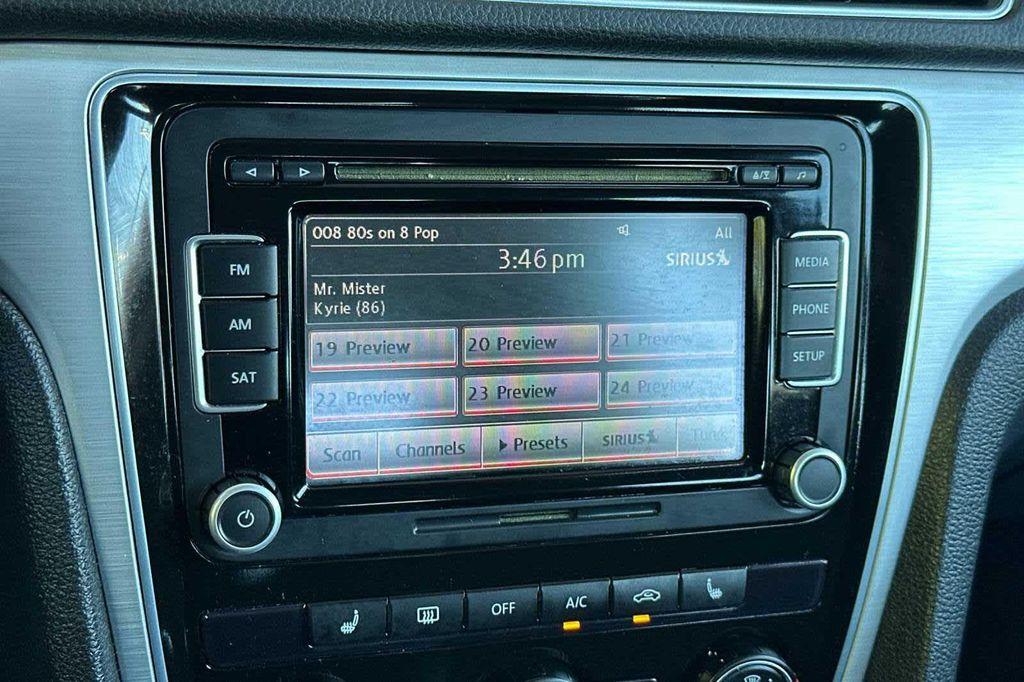 008 80s on 8 Pop All
3:46 pm SIRIUS
Mr. Mister
Kyrie (86)
FM
AM
SAT
MEDIA
PHONE
SETUP
19 Preview 20 Preview 21 Preview
22 Preview 23 Preview 24 Preview
Scan Channels Presets SIRIUS
OFF A/C